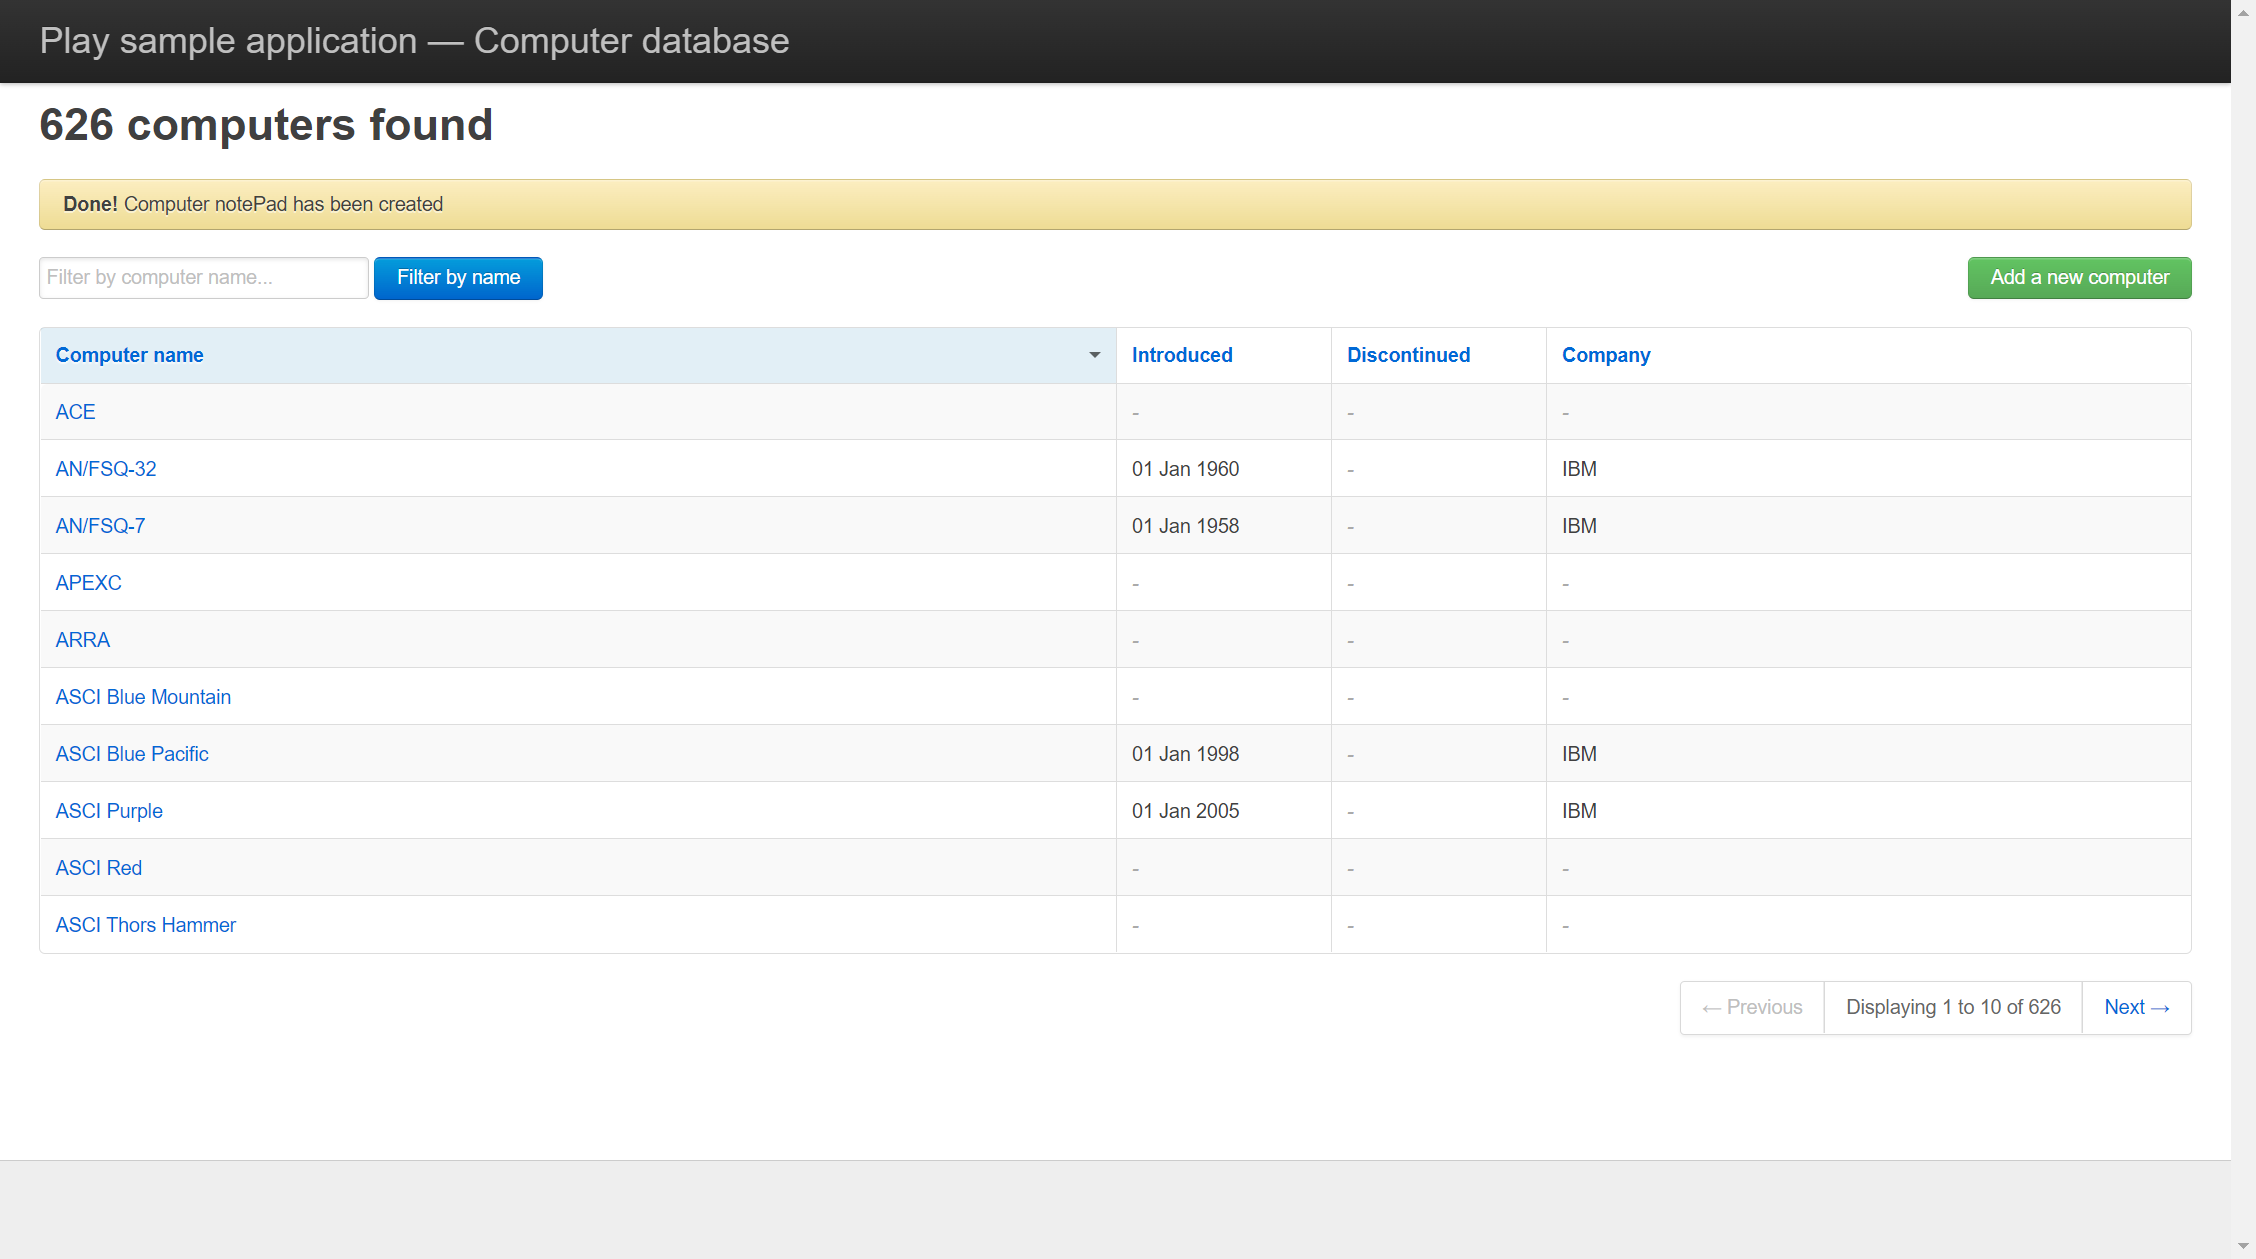 Play sample application — Computer database
626 computers found
Done! Computer notePad has been created
Filter by computer name...
Filter by name
Add a new computer
Computer name Introduced Discontinued Company
ACE - - -
AN/FSQ-32 01 Jan 1960 - IBM
AN/FSQ-7 01 Jan 1958 - IBM
APEXC - - -
ARRA - - -
ASCI Blue Mountain - - -
ASCI Blue Pacific 01 Jan 1998 - IBM
ASCI Purple 01 Jan 2005 - IBM
ASCI Red - - -
ASCI Thors Hammer - - -
← Previous Displaying 1 to 10 of 626 Next →